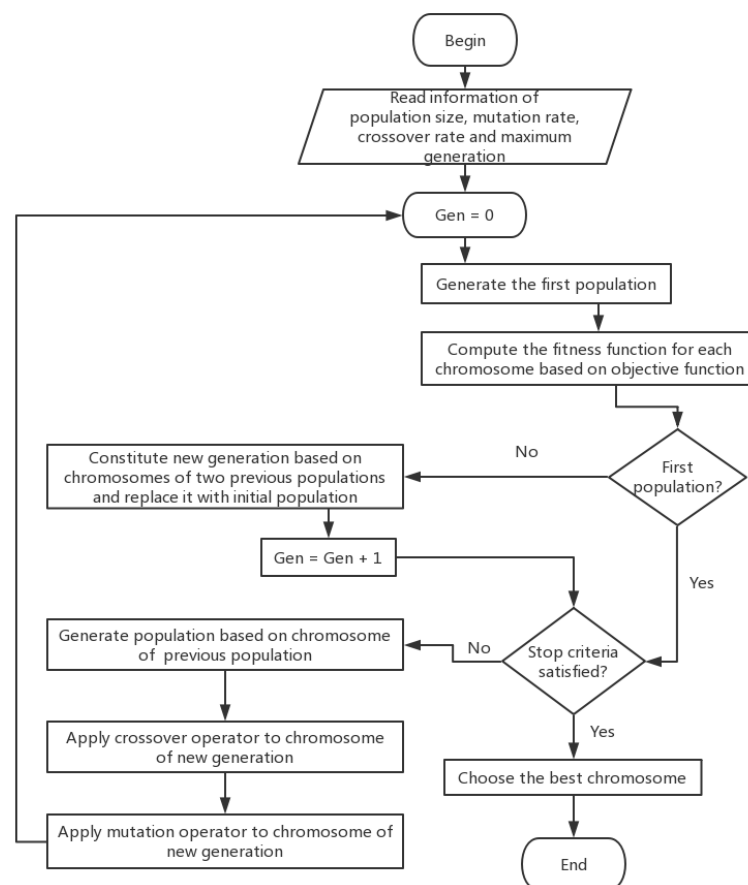 Begin
Read information of
population size, mutation rate,
crossover rate and maximum
generation
Gen = 0
Generate the first population
Compute the fitness function for each
chromosome based on objective function
First
population?
No
Constitute new generation based on
chromosomes of two previous populations
and replace it with initial population
Gen = Gen + 1
Yes
Stop criteria
satisfied?
No
Generate population based on chromosome
of previous population
Apply crossover operator to chromosome
of new generation
Apply mutation operator to chromosome of
new generation
Yes
Choose the best chromosome
End